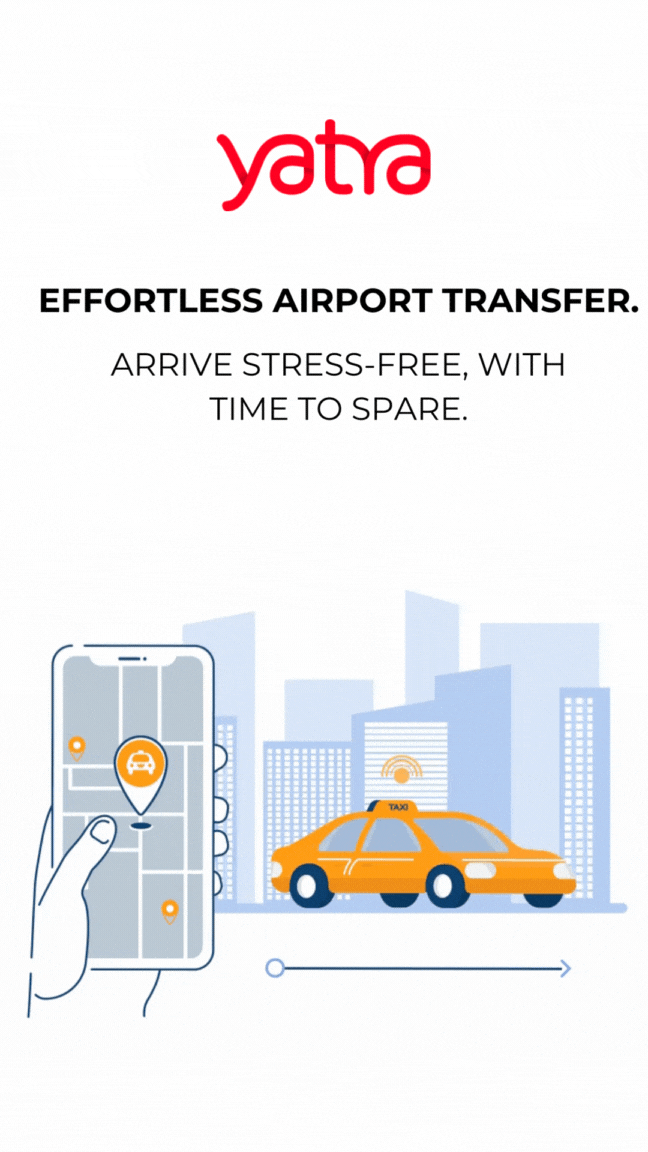 yatra
EFFORTLESS AIRPORT TRANSFER.
ARRIVE STRESS-FREE, WITH
TIME TO SPARE.
TAXI